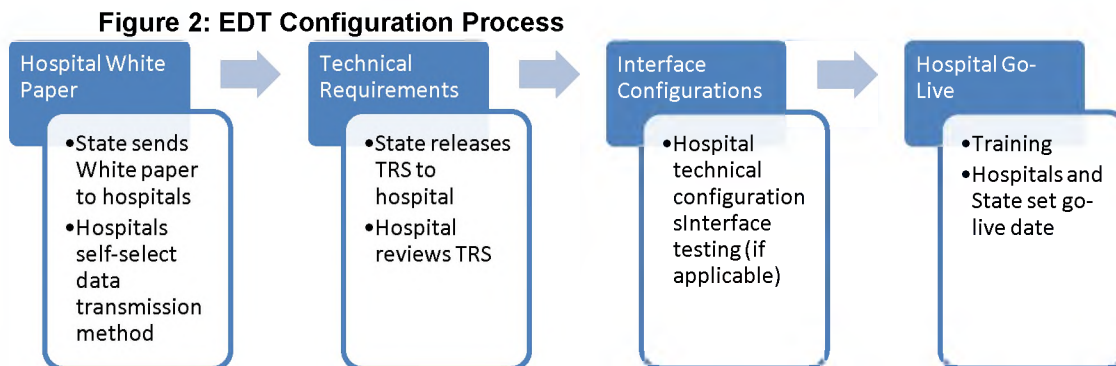 Figure 2: EDT Configuration Process
Hospital White
Paper
•State sends
White paper
to hospitals
•Hospitals
self-select
data
transmission
method
Technical
Requirements
•State releases
TRS to
hospital
•Hospital
reviews TRS
Interface
Configurations
•Hospital
technical
configuration
sInterface
testing (if
applicable)
Hospital Go-
Live
•Training
•Hospitals and
State set go-
live date